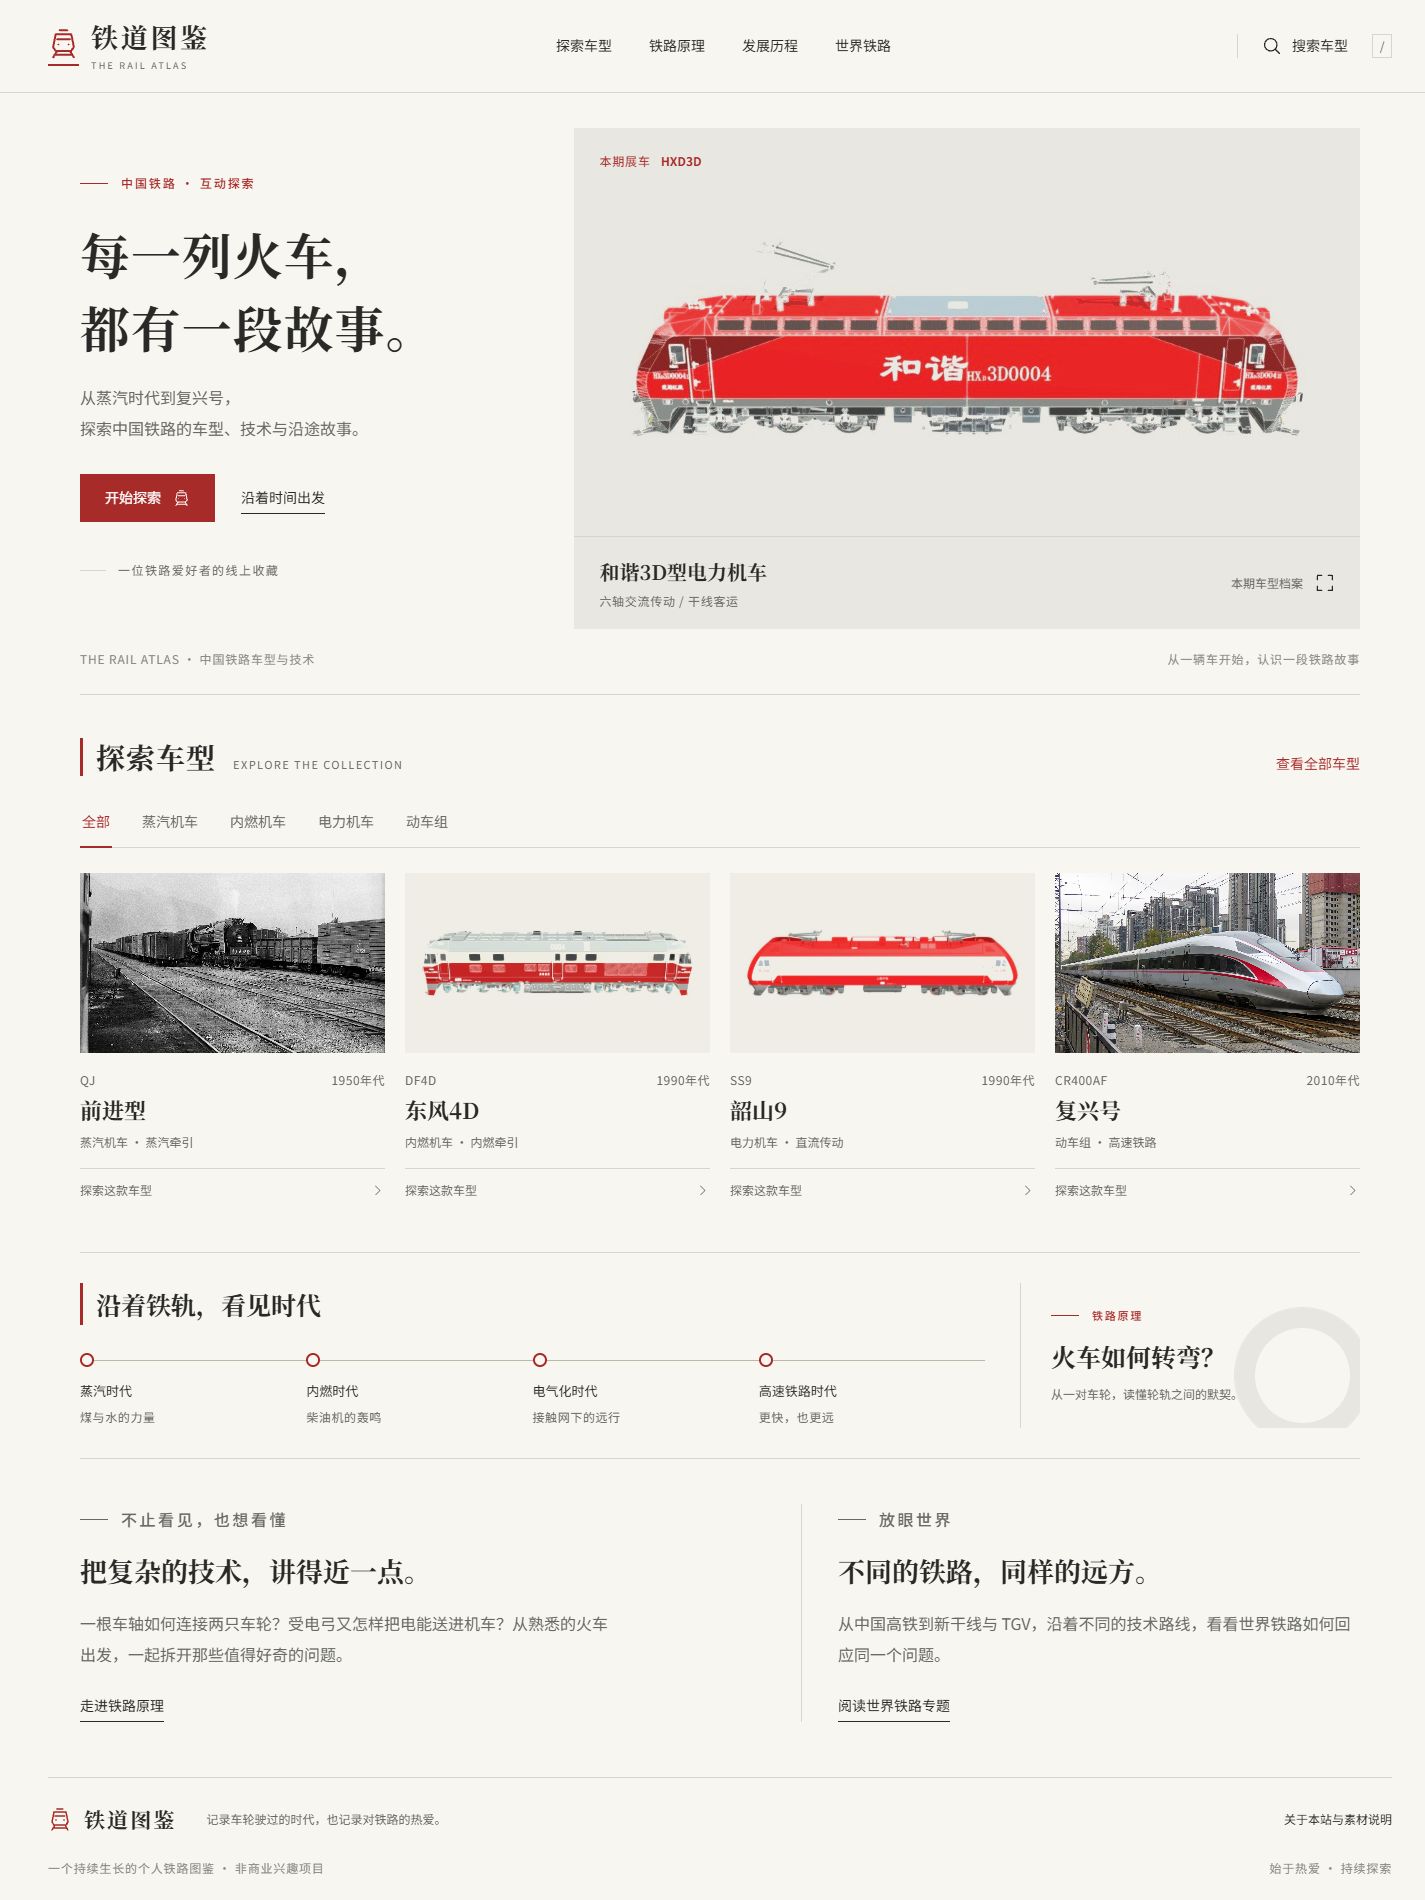 铁道图鉴
THE RAIL ATLAS
探索车型
铁路原理
发展历程
世界铁路
搜索车型
/
中国铁路 · 互动探索
每一列火车，
都有一段故事。
从蒸汽时代到复兴号，
探索中国铁路的车型、技术与沿途故事。
开始探索
沿着时间出发
一位铁路爱好者的线上收藏
本期展车 HXD3D
和谐HXD3D0004
和谐3D型电力机车
六轴交流传动 / 干线客运
本期车型档案
THE RAIL ATLAS · 中国铁路车型与技术
从一辆车开始，认识一段铁路故事
探索车型
EXPLORE THE COLLECTION
查看全部车型
全部
蒸汽机车
内燃机车
电力机车
动车组
QJ
1950年代
前进型
蒸汽机车 · 蒸汽牵引
探索这款车型
0004
DF4D
1990年代
东风4D
内燃机车 · 内燃牵引
探索这款车型
SS9
1990年代
韶山9
电力机车 · 直流传动
探索这款车型
CR400AF
2010年代
复兴号
动车组 · 高速铁路
探索这款车型
沿着铁轨，看见时代
蒸汽时代
煤与水的力量
内燃时代
柴油机的轰鸣
电气化时代
接触网下的远行
高速铁路时代
更快，也更远
铁路原理
火车如何转弯？
从一对车轮，读懂轮轨之间的默契。
不止看见，也想看懂
把复杂的技术，讲得近一点。
一根车轴如何连接两只车轮？受电弓又怎样把电能送进机车？从熟悉的火车
出发，一起拆开那些值得好奇的问题。
走进铁路原理
放眼世界
不同的铁路，同样的远方。
从中国高铁到新干线与 TGV，沿着不同的技术路线，看看世界铁路如何回
应同一个问题。
阅读世界铁路专题
铁道图鉴
记录车轮驶过的时代，也记录对铁路的热爱。
关于本站与素材说明
一个持续生长的个人铁路图鉴 · 非商业兴趣项目
始于热爱 · 持续探索